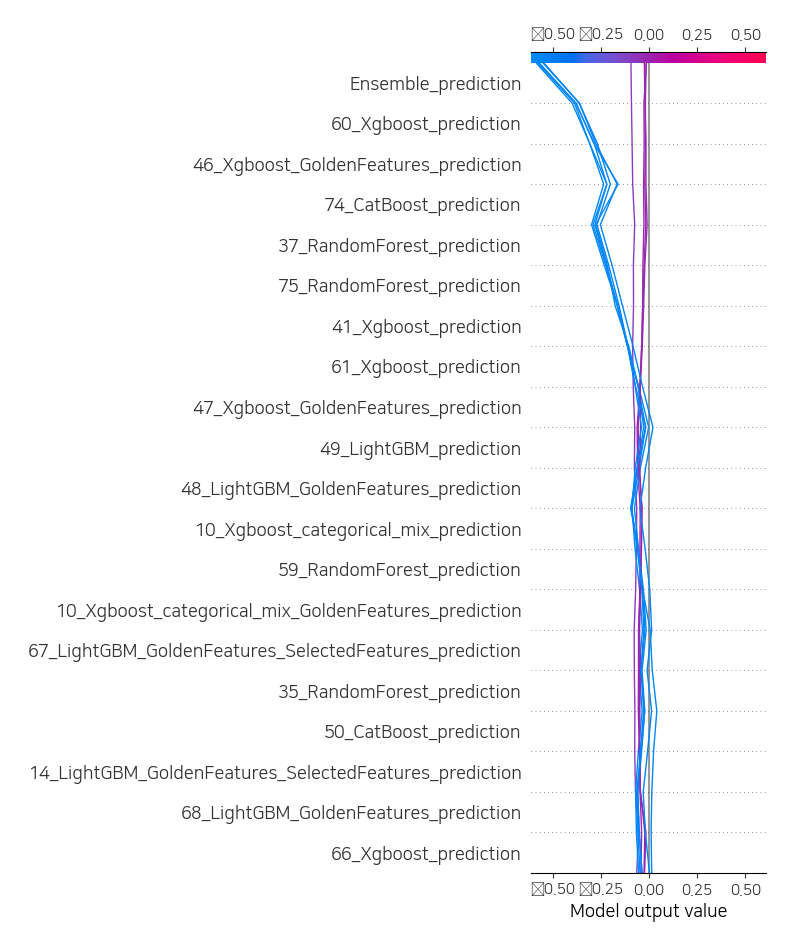 ▯0.50 ▯0.25 0.00 0.25 0.50
Ensemble_prediction
60_Xgboost_prediction
46_Xgboost_GoldenFeatures_prediction
74_CatBoost_prediction
37_RandomForest_prediction
75_RandomForest_prediction
41_Xgboost_prediction
61_Xgboost_prediction
47_Xgboost_GoldenFeatures_prediction
49_LightGBM_prediction
48_LightGBM_GoldenFeatures_prediction
10_Xgboost_categorical_mix_prediction
59_RandomForest_prediction
10_Xgboost_categorical_mix_GoldenFeatures_prediction
67_LightGBM_GoldenFeatures_SelectedFeatures_prediction
35_RandomForest_prediction
50_CatBoost_prediction
14_LightGBM_GoldenFeatures_SelectedFeatures_prediction
68_LightGBM_GoldenFeatures_prediction
66_Xgboost_prediction
▯0.50 ▯0.25 0.00 0.25 0.50
Model output value